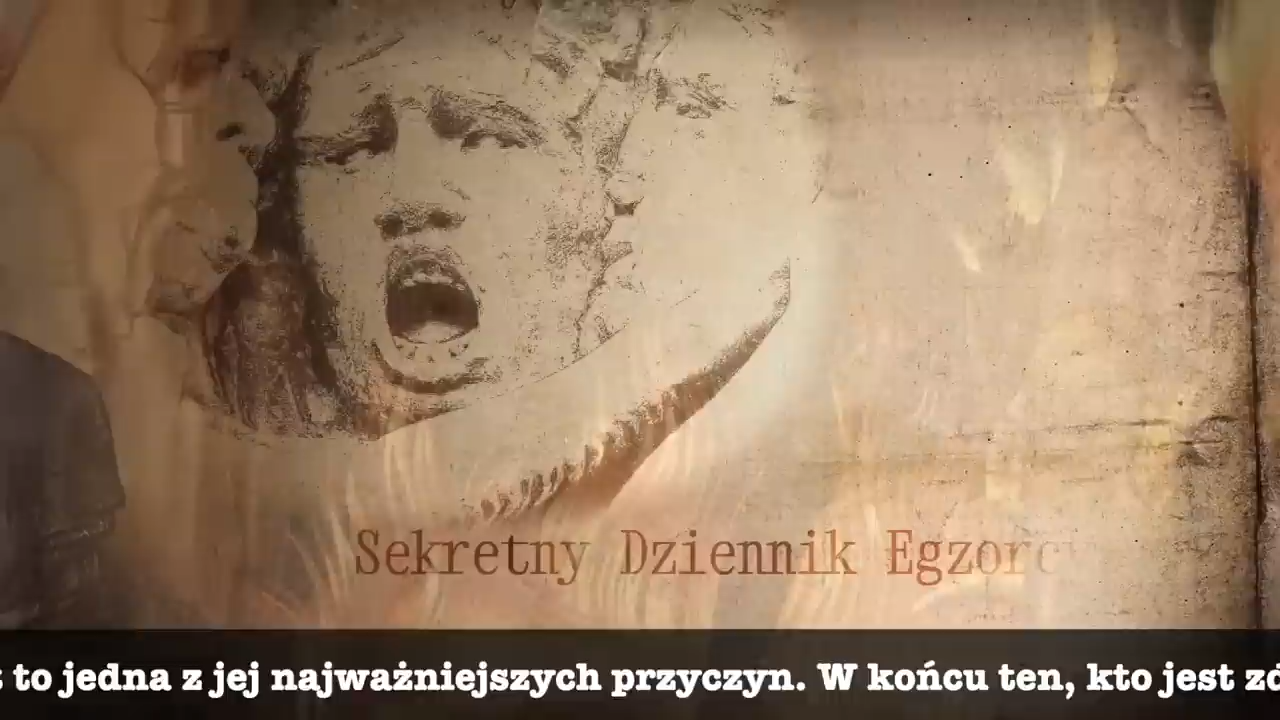 Sekretny Dziennik Egzorc
to jedna z jej najważniejszych przyczyn. W końcu ten, kto jest